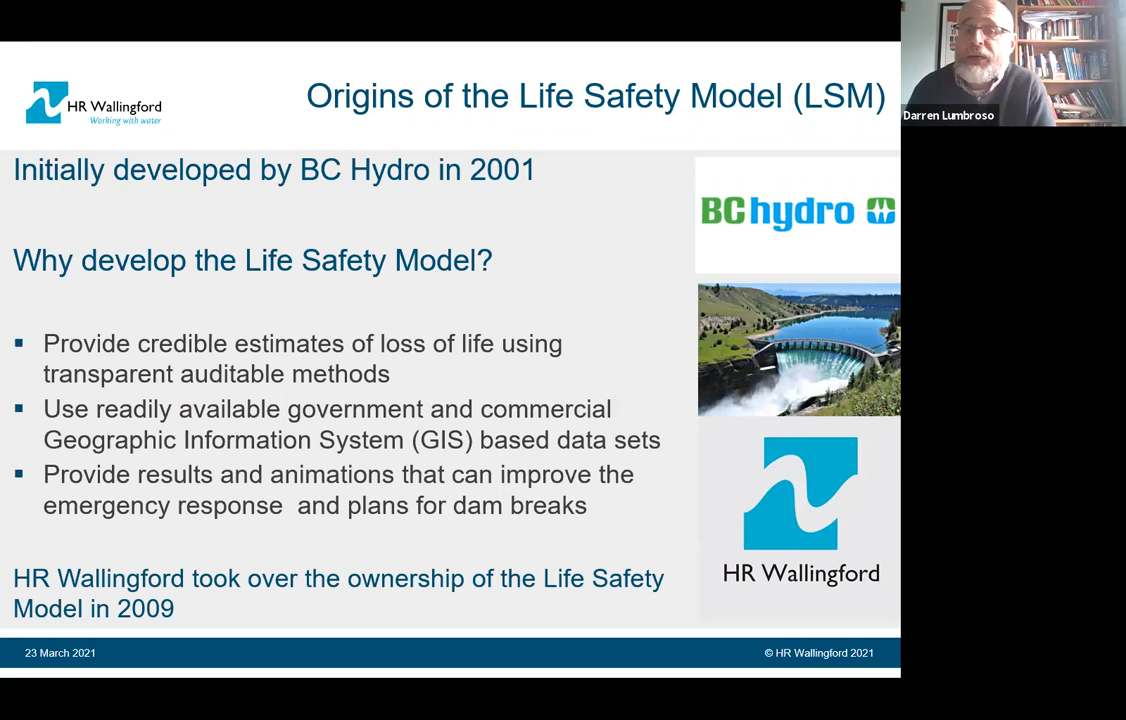 HR Wallingford
Working with water
Origins of the Life Safety Model (LSM)
Darren Lumbroso
Initially developed by BC Hydro in 2001
BC hydro
Why develop the Life Safety Model?
▪ Provide credible estimates of loss of life using
transparent auditable methods
▪ Use readily available government and commercial
Geographic Information System (GIS) based data sets
▪ Provide results and animations that can improve the
emergency response  and plans for dam breaks
HR Wallingford
HR Wallingford took over the ownership of the Life Safety
Model in 2009
23 March 2021
© HR Wallingford 2021